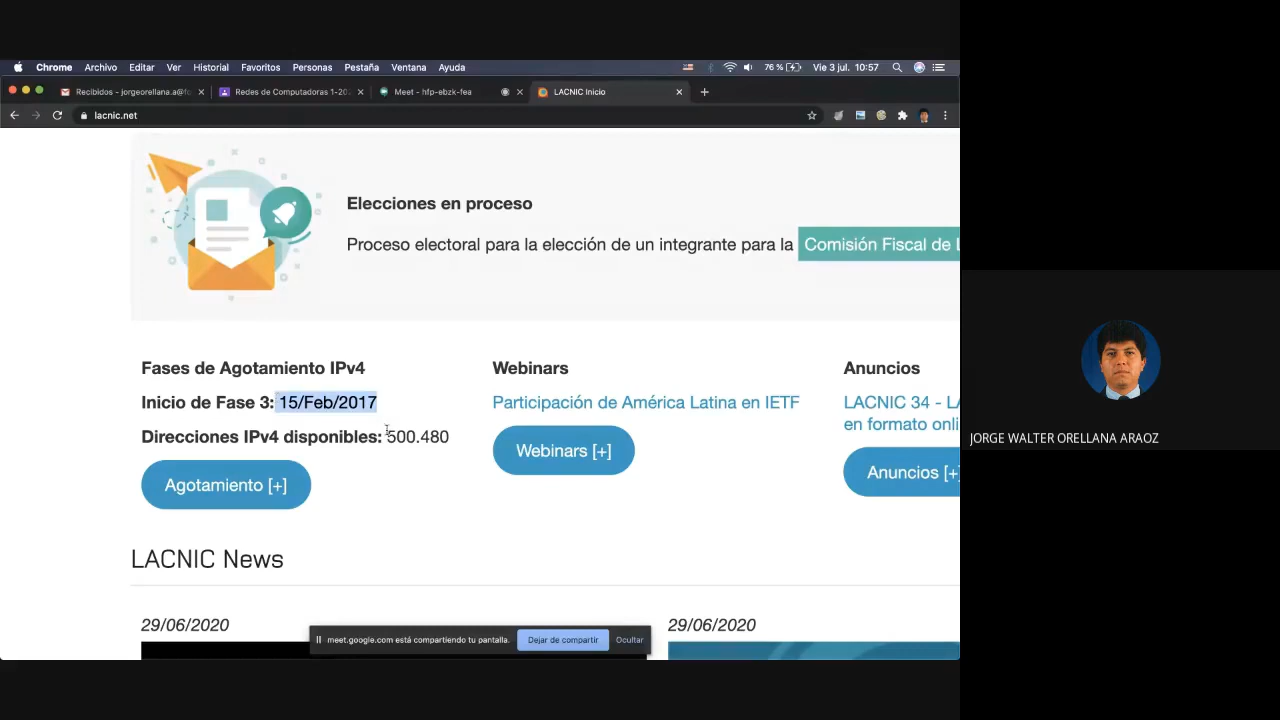 Chrome Archivo Editar Ver Historial Favoritos Personas Pestaña Ventana Ayuda 76 % Vie 3 jul. 10:57
Recibidos - jorgeorellana.a@f Redes de Computadoras 1-20 Meet - hfp-ebzk-fea LACNIC Inicio
lacnic.net
Elecciones en proceso
Proceso electoral para la elección de un integrante para la Comisión Fiscal de
Fases de Agotamiento IPv4
Inicio de Fase 3: 15/Feb/2017
Direcciones IPv4 disponibles: 500.480
Agotamiento [+]
Webinars
Participación de América Latina en IETF
Webinars [+]
Anuncios
LACNIC 34 - LA
en formato onli
Anuncios [+]
LACNIC News
29/06/2020
29/06/2020
meet.google.com está compartiendo tu pantalla. Dejar de compartir Ocultar
JORGE WALTER ORELLANA ARAOZ